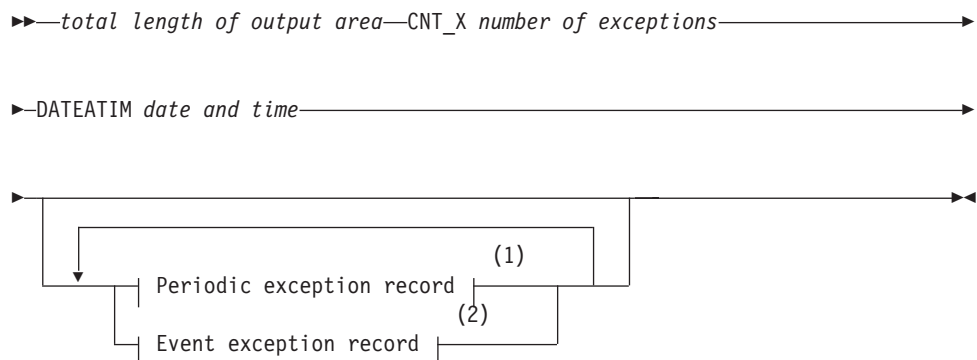 total length of output area CNT_X number of exceptions
DATEATIM date and time
(1)
Periodic exception record
(2)
Event exception record